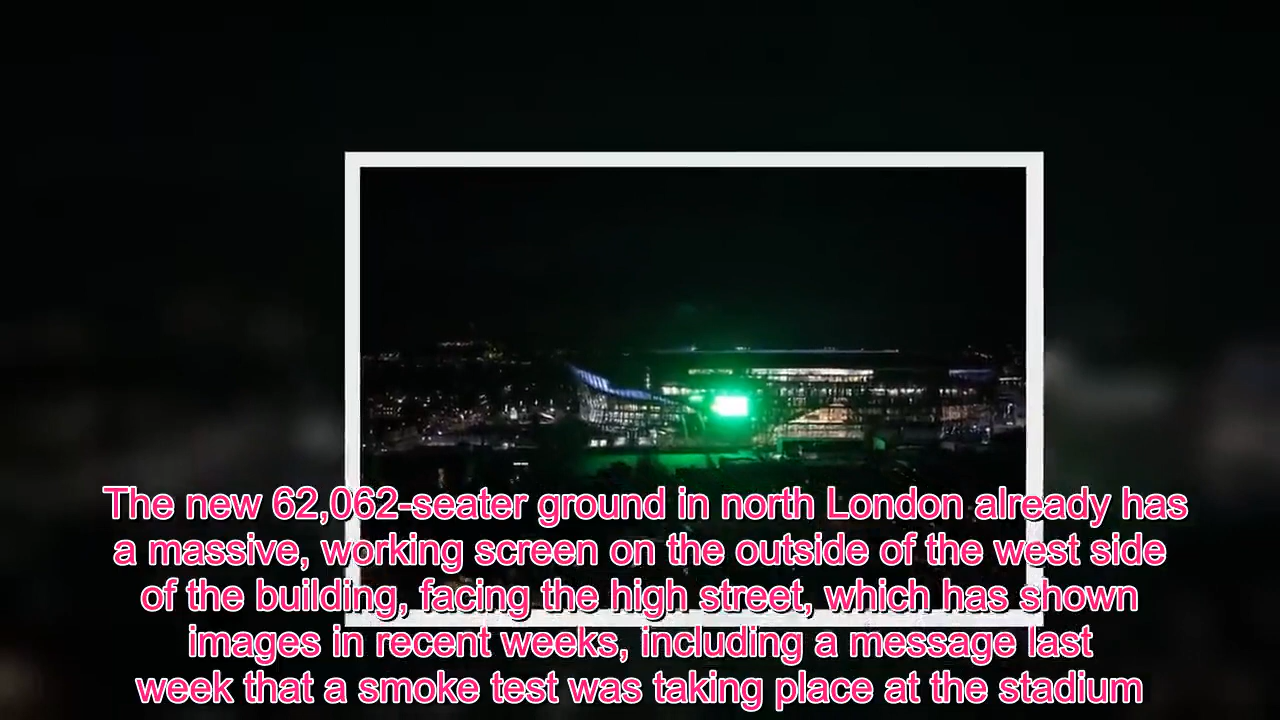 The new 62,062-seater ground in north London already has
a massive, working screen on the outside of the west side
of the building, facing the high street, which has shown
images in recent weeks, including a message last
week that a smoke test was taking place at the stadium